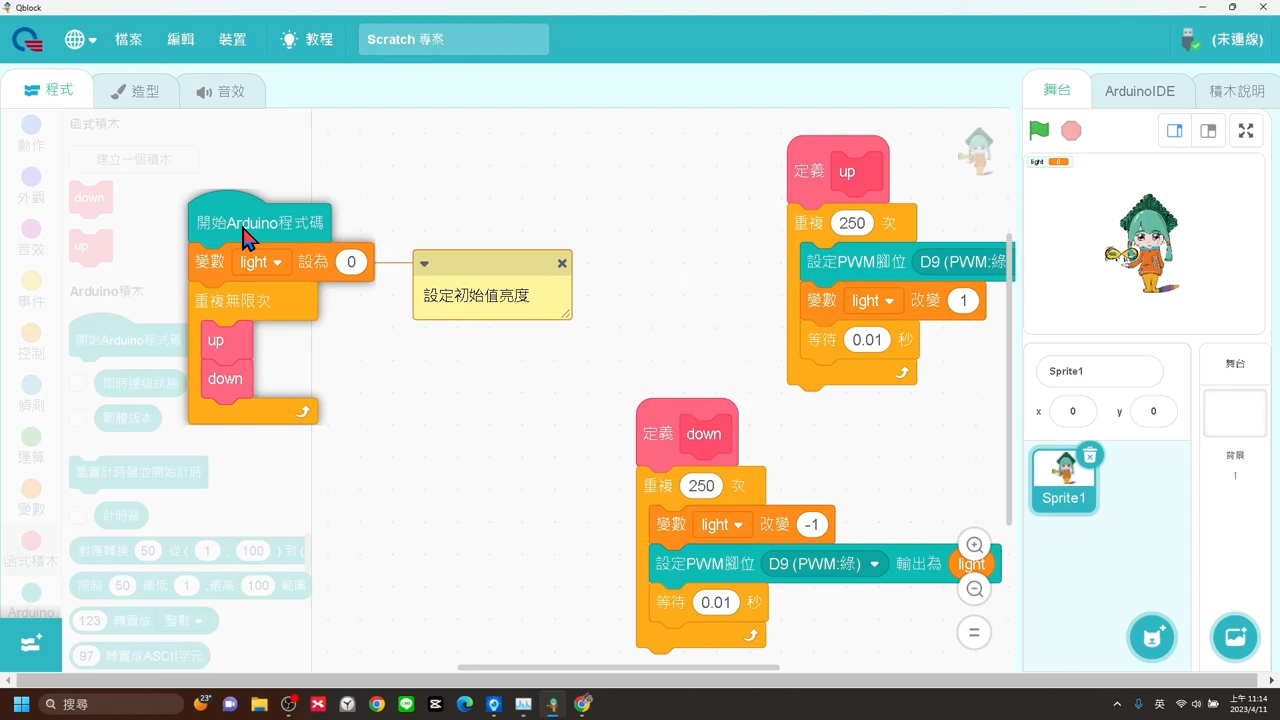 Qblock
檔案 編輯 裝置 教程 Scratch 專案 (未連線)
程式 造型 音效
舞台 ArduinoIDE 積木說明
動作
外觀
音效
事件
控制
偵測
運算
變數
函式積木
Arduino
函式積木
建立一個積木
down
up
Arduino積木
開始Arduino程式碼
即時連線狀態
韌體版本
重置計時器並開始計時
計時器
對應轉換 50 從 ( 1 , 100 ) 到 (
限制 50 最低 1 ,最高 100 範圍
123 轉置成 整數
97 轉置成ASCII字元
開始Arduino程式碼
變數 light 設為 0
重複無限次
up
down
設定初始值亮度
定義 up
重複 250 次
設定PWM腳位 D9 (PWM:綠
變數 light 改變 1
等待 0.01 秒
定義 down
重複 250 次
變數 light 改變 -1
設定PWM腳位 D9 (PWM:綠) 輸出為 light
等待 0.01 秒
light 0
Sprite1
x 0 y 0
Sprite1
舞台
背景
1
搜尋
23°
英
上午 11:14
2023/4/11